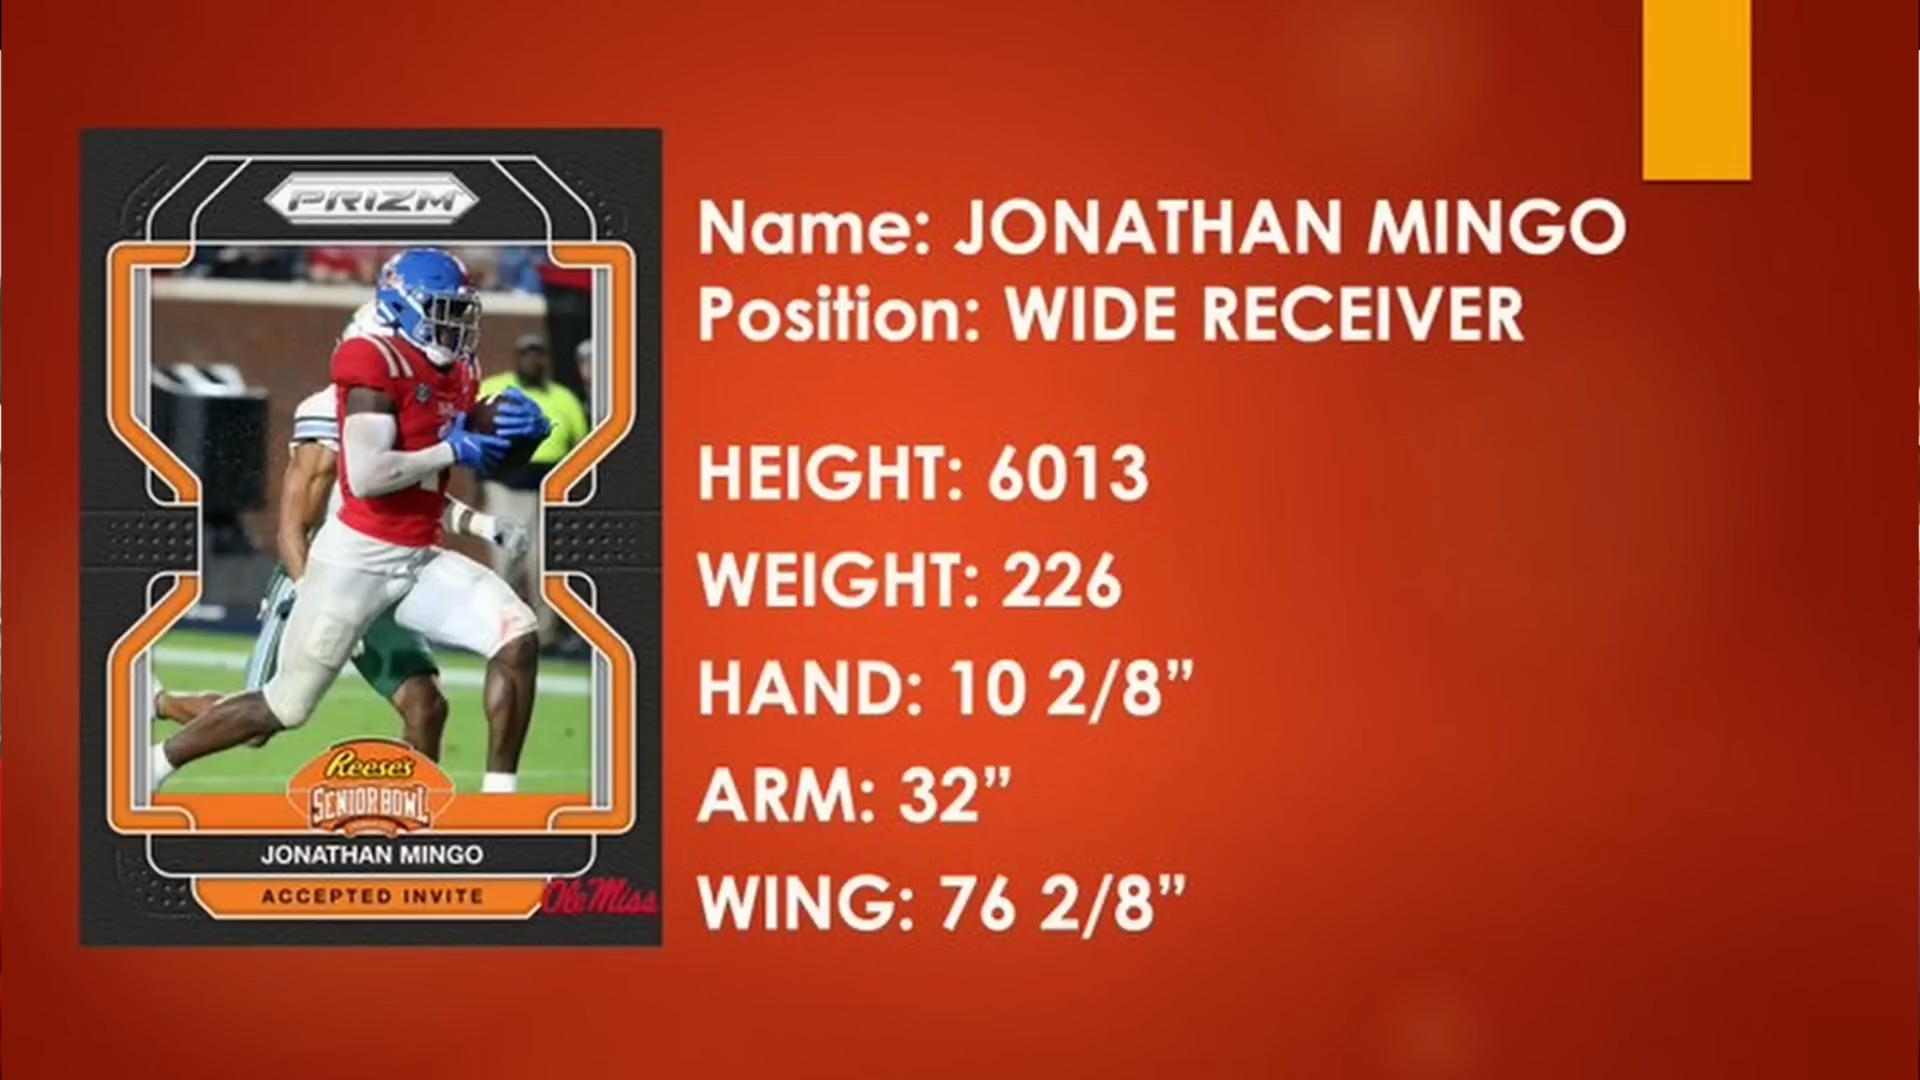 PRIZM
Reese's
SENIOR BOWL
JONATHAN MINGO
ACCEPTED INVITE
Ole Miss
Name: JONATHAN MINGO
Position: WIDE RECEIVER
HEIGHT: 6013
WEIGHT: 226
HAND: 10 2/8”
ARM: 32”
WING: 76 2/8”